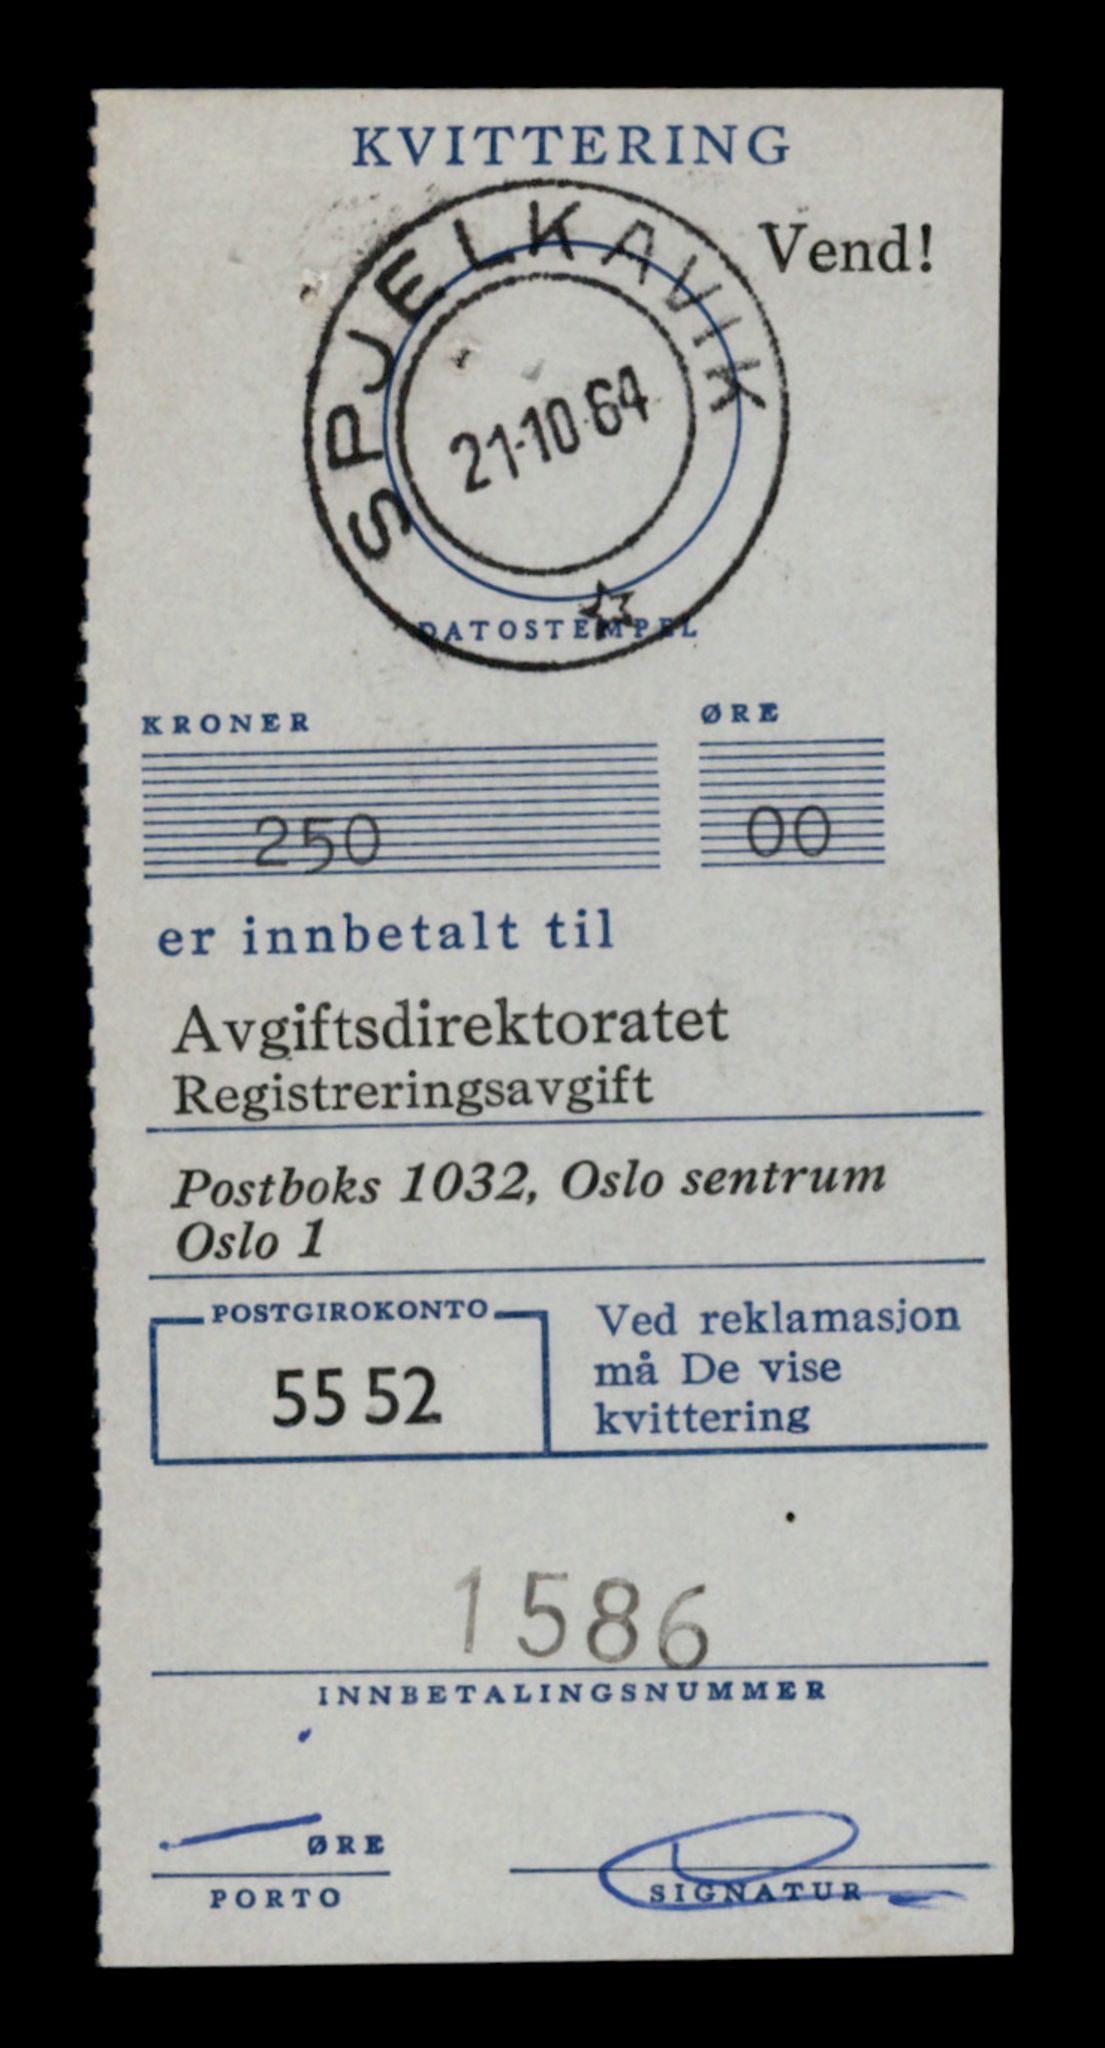 KVITTERING
Vend!
SPJELKAVIK
21-10-64
DATOSTEMPEL
KRONER ØRE
250 00
er innbetalt til
Avgiftsdirektoratet
Registreringsavgift
Postboks 1032, Oslo sentrum
Oslo 1
POSTGIROKONTO
55 52
Ved reklamasjon
må De vise
kvittering
1586
INNBETALINGSNUMMER
ØRE
PORTO
SIGNATUR